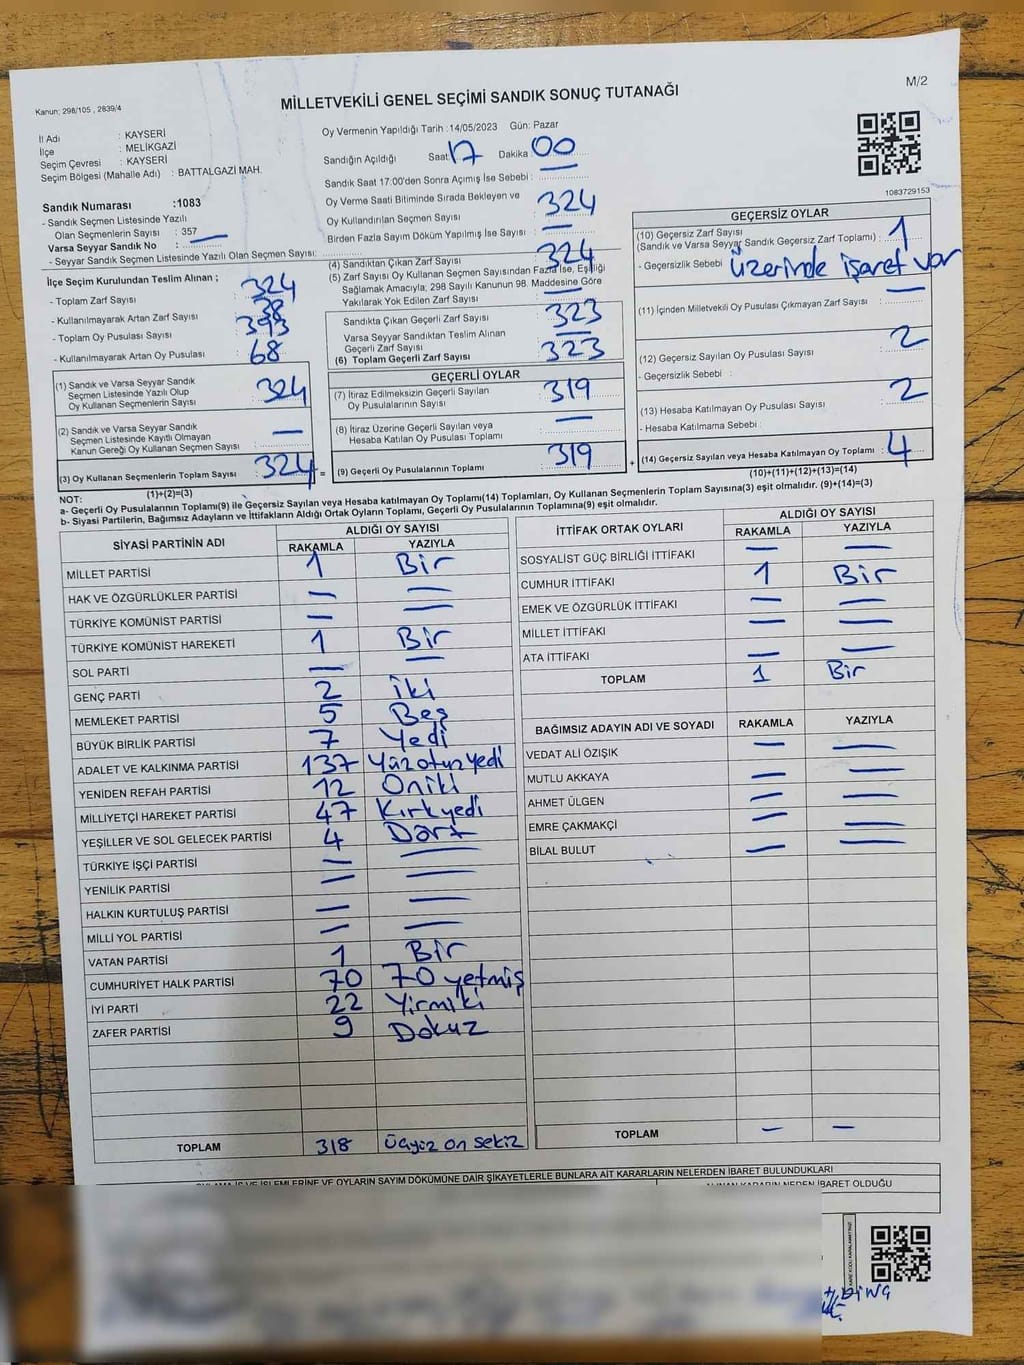 M/2
Kanun: 298/105 , 2839/4
MİLLETVEKİLİ GENEL SEÇİMİ SANDIK SONUÇ TUTANAĞI
İl Adı : KAYSERİ
İlçe : MELİKGAZİ
Seçim Çevresi : KAYSERİ
Seçim Bölgesi (Mahalle Adı) : BATTALGAZİ MAH.
Oy Vermenin Yapıldığı Tarih :14/05/2023 Gün: Pazar
Sandığın Açıldığı Saat 17 Dakika 00
Sandık Saat 17:00'den Sonra Açımış İse Sebebi : —
Oy Verme Saati Bitiminde Sırada Bekleyen ve
Oy Kullandırılan Seçmen Sayısı : 324
Birden Fazla Sayım Döküm Yapılmış İse Sayısı : —
1083729153
Sandık Numarası :1083
- Sandık Seçmen Listesinde Yazılı
Olan Seçmenlerin Sayısı : 357
Varsa Seyyar Sandık No : —
- Seyyar Sandık Seçmen Listesinde Yazılı Olan Seçmen Sayısı:
İlçe Seçim Kurulundan Teslim Alınan ;
- Toplam Zarf Sayısı : 324
- Kullanılmayarak Artan Zarf Sayısı : 38
- Toplam Oy Pusulası Sayısı : 393
- Kullanılmayarak Artan Oy Pusulası : 68
(1) Sandık ve Varsa Seyyar Sandık
Seçmen Listesinde Yazılı Olup
Oy Kullanan Seçmenlerin Sayısı : 324
(2) Sandık ve Varsa Seyyar Sandık
Seçmen Listesinde Kayıtlı Olmayan
Kanun Gereği Oy Kullanan Seçmen Sayısı : —
(3) Oy Kullanan Seçmenlerin Toplam Sayısı : 324 =
(1)+(2)=(3)
(4) Sandıktan Çıkan Zarf Sayısı : 324
(5) Zarf Sayısı Oy Kullanan Seçmen Sayısından Fazla İse, Eşitliği
Sağlamak Amacıyla; 298 Sayılı Kanunun 98. Maddesine Göre
Yakılarak Yok Edilen Zarf Sayısı : —
Sandıkta Çıkan Geçerli Zarf Sayısı : 323
Varsa Seyyar Sandıktan Teslim Alınan
Geçerli Zarf Sayısı : —
(6) Toplam Geçerli Zarf Sayısı : 323
GEÇERLİ OYLAR
(7) İtiraz Edilmeksizin Geçerli Sayılan
Oy Pusulalarının Sayısı : 319
(8) İtiraz Üzerine Geçerli Sayılan veya
Hesaba Katılan Oy Pusulası Toplamı : —
(9) Geçerli Oy Pusulalarının Toplamı : 319 +
GEÇERSİZ OYLAR
(10) Geçersiz Zarf Sayısı
(Sandık ve Varsa Seyyar Sandık Geçersiz Zarf Toplamı) : 1
- Geçersizlik Sebebi : üzerinde işaret var
(11) İçinden Milletvekili Oy Pusulası Çıkmayan Zarf Sayısı : —
(12) Geçersiz Sayılan Oy Pusulası Sayısı : 2
- Geçersizlik Sebebi :
(13) Hesaba Katılmayan Oy Pusulası Sayısı : 2
- Hesaba Katılmama Sebebi :
(14) Geçersiz Sayılan veya Hesaba Katılmayan Oy Toplamı : 4
(10)+(11)+(12)+(13)=(14)
NOT:
a- Geçerli Oy Pusulalarının Toplamı(9) ile Geçersiz Sayılan veya Hesaba katılmayan Oy Toplamı(14) Toplamları, Oy Kullanan Seçmenlerin Toplam Sayısına(3) eşit olmalıdır. (9)+(14)=(3)
b- Siyasi Partilerin, Bağımsız Adayların ve İttifakların Aldığı Ortak Oyların Toplamı, Geçerli Oy Pusulalarının Toplamına(9) eşit olmalıdır.
SİYASİ PARTİNİN ADI ALDIĞI OY SAYISI
RAKAMLA YAZIYLA
MİLLET PARTİSİ 1 Bir
HAK VE ÖZGÜRLÜKLER PARTİSİ — —
TÜRKİYE KOMÜNİST PARTİSİ — —
TÜRKİYE KOMÜNİST HAREKETİ 1 Bir
SOL PARTİ — —
GENÇ PARTİ 2 iki
MEMLEKET PARTİSİ 5 Beş
BÜYÜK BİRLİK PARTİSİ 7 Yedi
ADALET VE KALKINMA PARTİSİ 137 Yüzotuzyedi
YENİDEN REFAH PARTİSİ 12 Oniki
MİLLİYETÇİ HAREKET PARTİSİ 47 Kırkyedi
YEŞİLLER VE SOL GELECEK PARTİSİ 4 Dört
TÜRKİYE İŞÇİ PARTİSİ — —
YENİLİK PARTİSİ — —
HALKIN KURTULUŞ PARTİSİ — —
MİLLİ YOL PARTİSİ — —
VATAN PARTİSİ 1 Bir
CUMHURİYET HALK PARTİSİ 70 70 yetmiş
İYİ PARTİ 22 Yirmiki
ZAFER PARTİSİ 9 Dokuz
TOPLAM 318 Üçyüz on sekiz
İTTİFAK ORTAK OYLARI ALDIĞI OY SAYISI
RAKAMLA YAZIYLA
SOSYALİST GÜÇ BİRLİĞİ İTTİFAKI — —
CUMHUR İTTİFAKI 1 Bir
EMEK VE ÖZGÜRLÜK İTTİFAKI — —
MİLLET İTTİFAKI — —
ATA İTTİFAKI — —
TOPLAM 1 Bir
BAĞIMSIZ ADAYIN ADI VE SOYADI RAKAMLA YAZIYLA
VEDAT ALİ ÖZIŞIK — —
MUTLU AKKAYA — —
AHMET ÜLGEN — —
EMRE ÇAKMAKÇİ — —
BİLAL BULUT — —
TOPLAM — —
OYLAMA İŞ VE İŞLEMLERİNE VE OYLARIN SAYIM DÖKÜMÜNE DAİR ŞİKAYETLERLE BUNLARA AİT KARARLARIN NELERDEN İBARET BULUNDUKLARI
ALINAN KARARIN NEDEN İBARET OLDUĞU